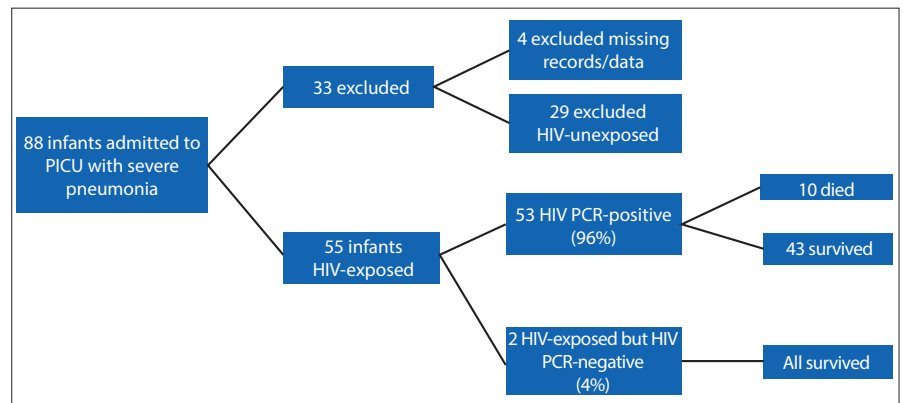 88 infants admitted to
PICU with severe
pneumonia
33 excluded
4 excluded missing
records/data
29 excluded
HIV-unexposed
55 infants
HIV-exposed
53 HIV PCR-positive
(96%)
10 died
43 survived
2 HIV-exposed but HIV
PCR-negative
(4%)
All survived